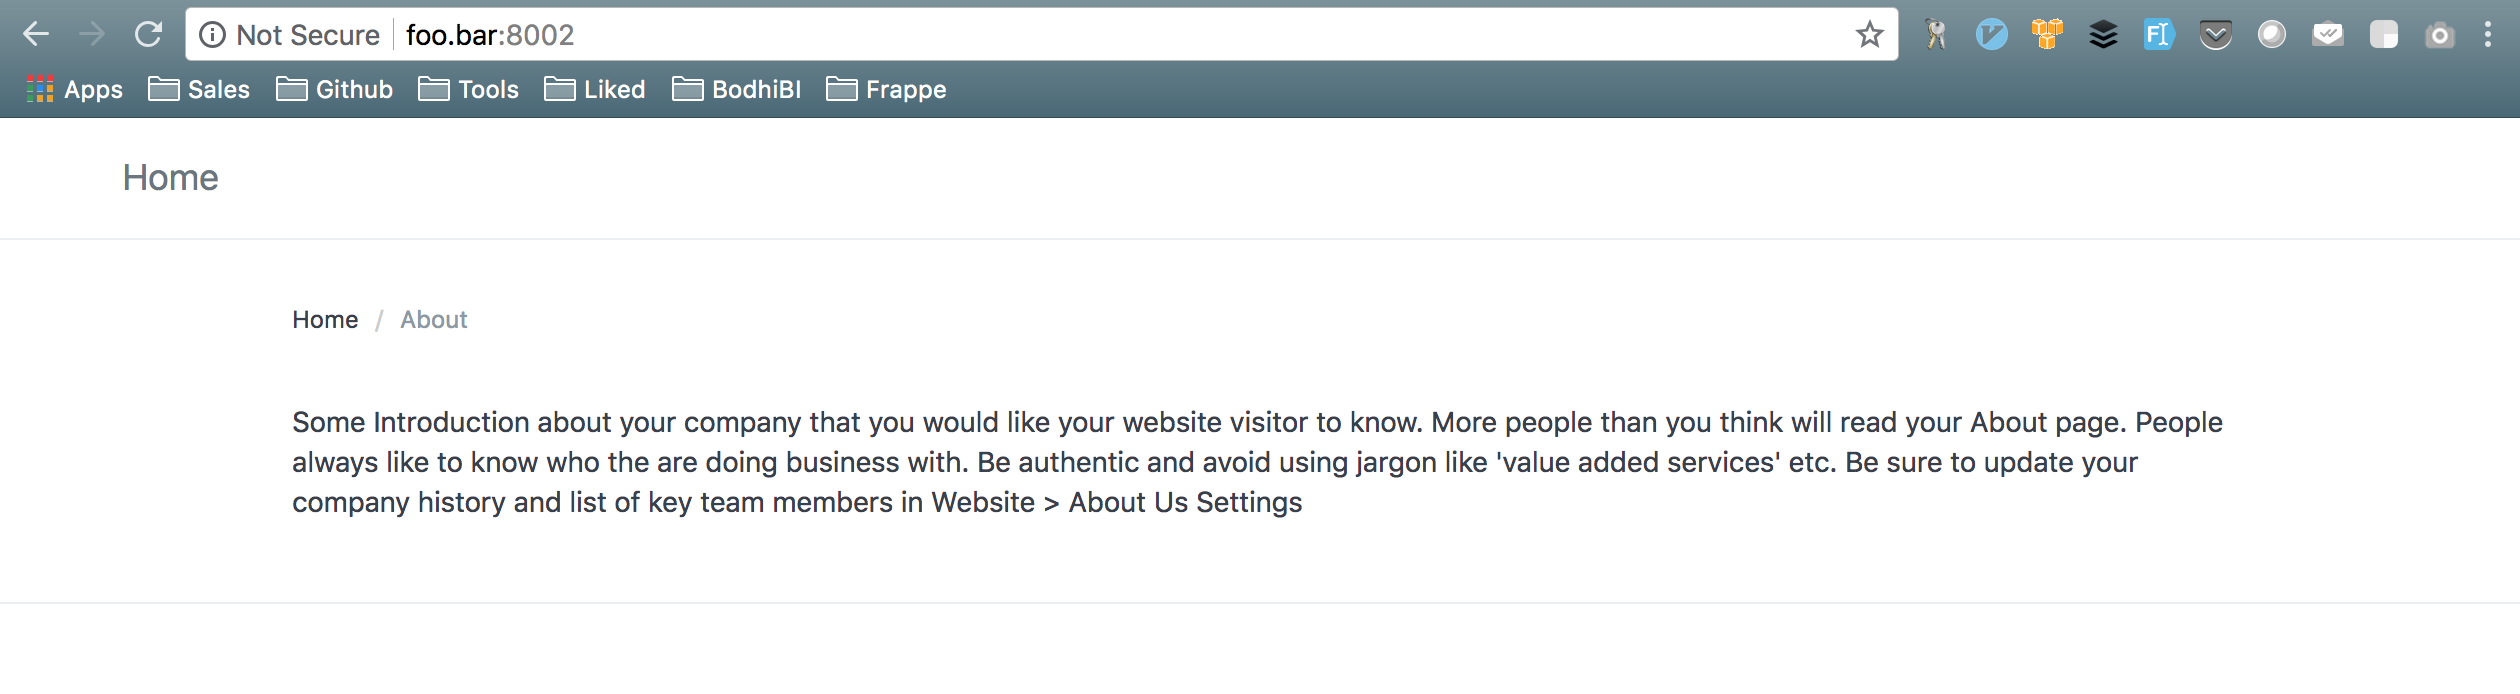 Not Secure foo.bar:8002
Apps Sales Github Tools Liked BodhiBI Frappe
Home
Home / About
Some Introduction about your company that you would like your website visitor to know. More people than you think will read your About page. People
always like to know who the are doing business with. Be authentic and avoid using jargon like 'value added services' etc. Be sure to update your
company history and list of key team members in Website > About Us Settings